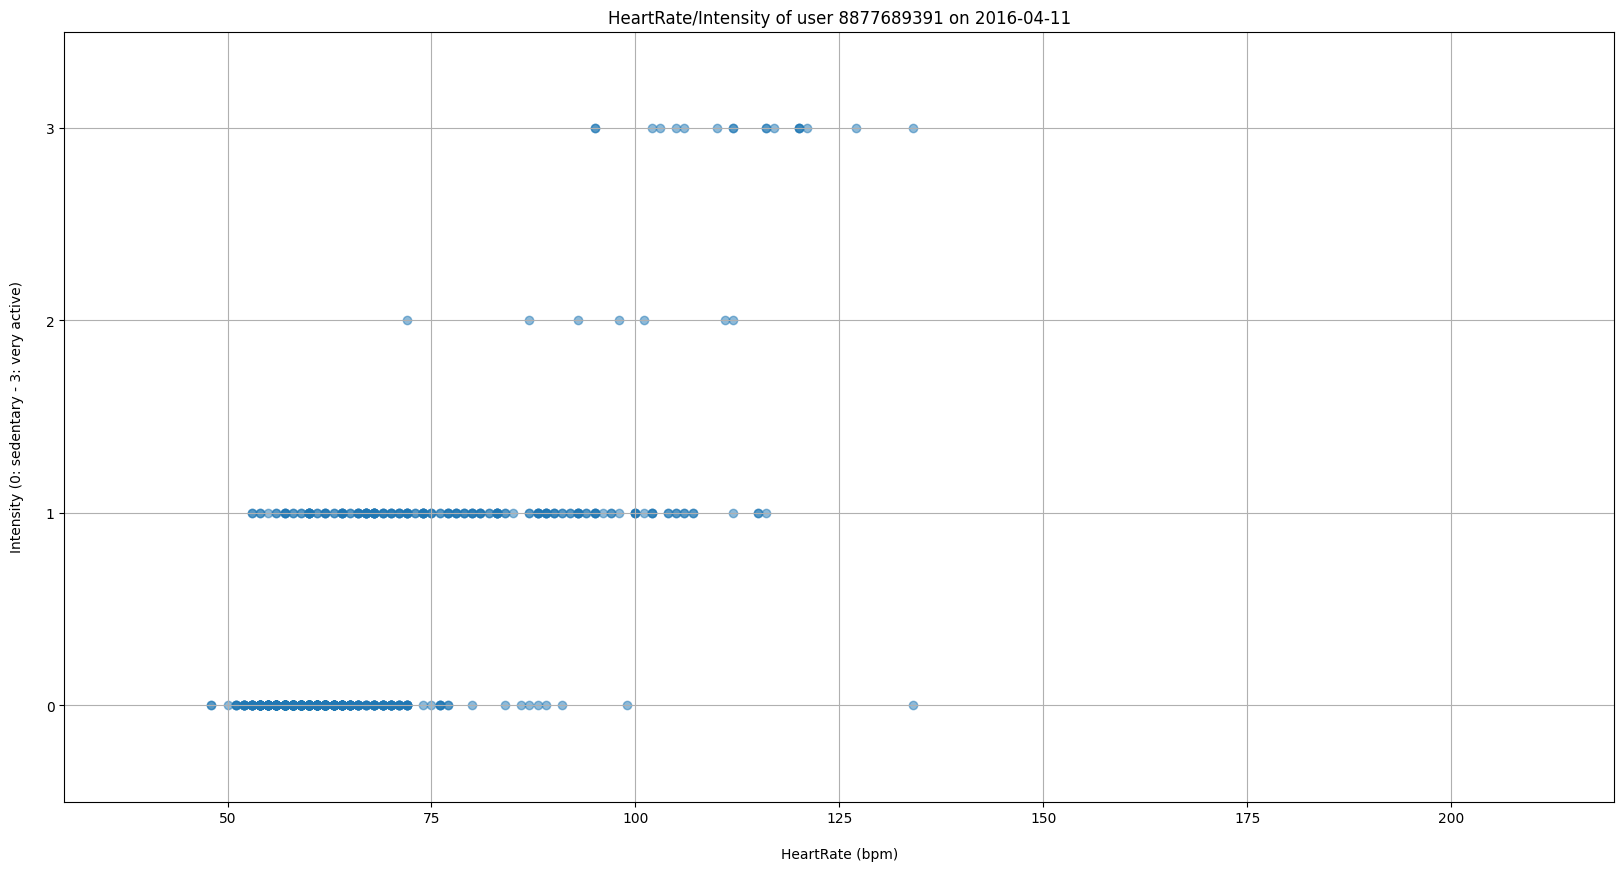 HeartRate/Intensity of user 8877689391 on 2016-04-11
Intensity (0: sedentary - 3: very active)
3
2
1
0
50 75 100 125 150 175 200
HeartRate (bpm)